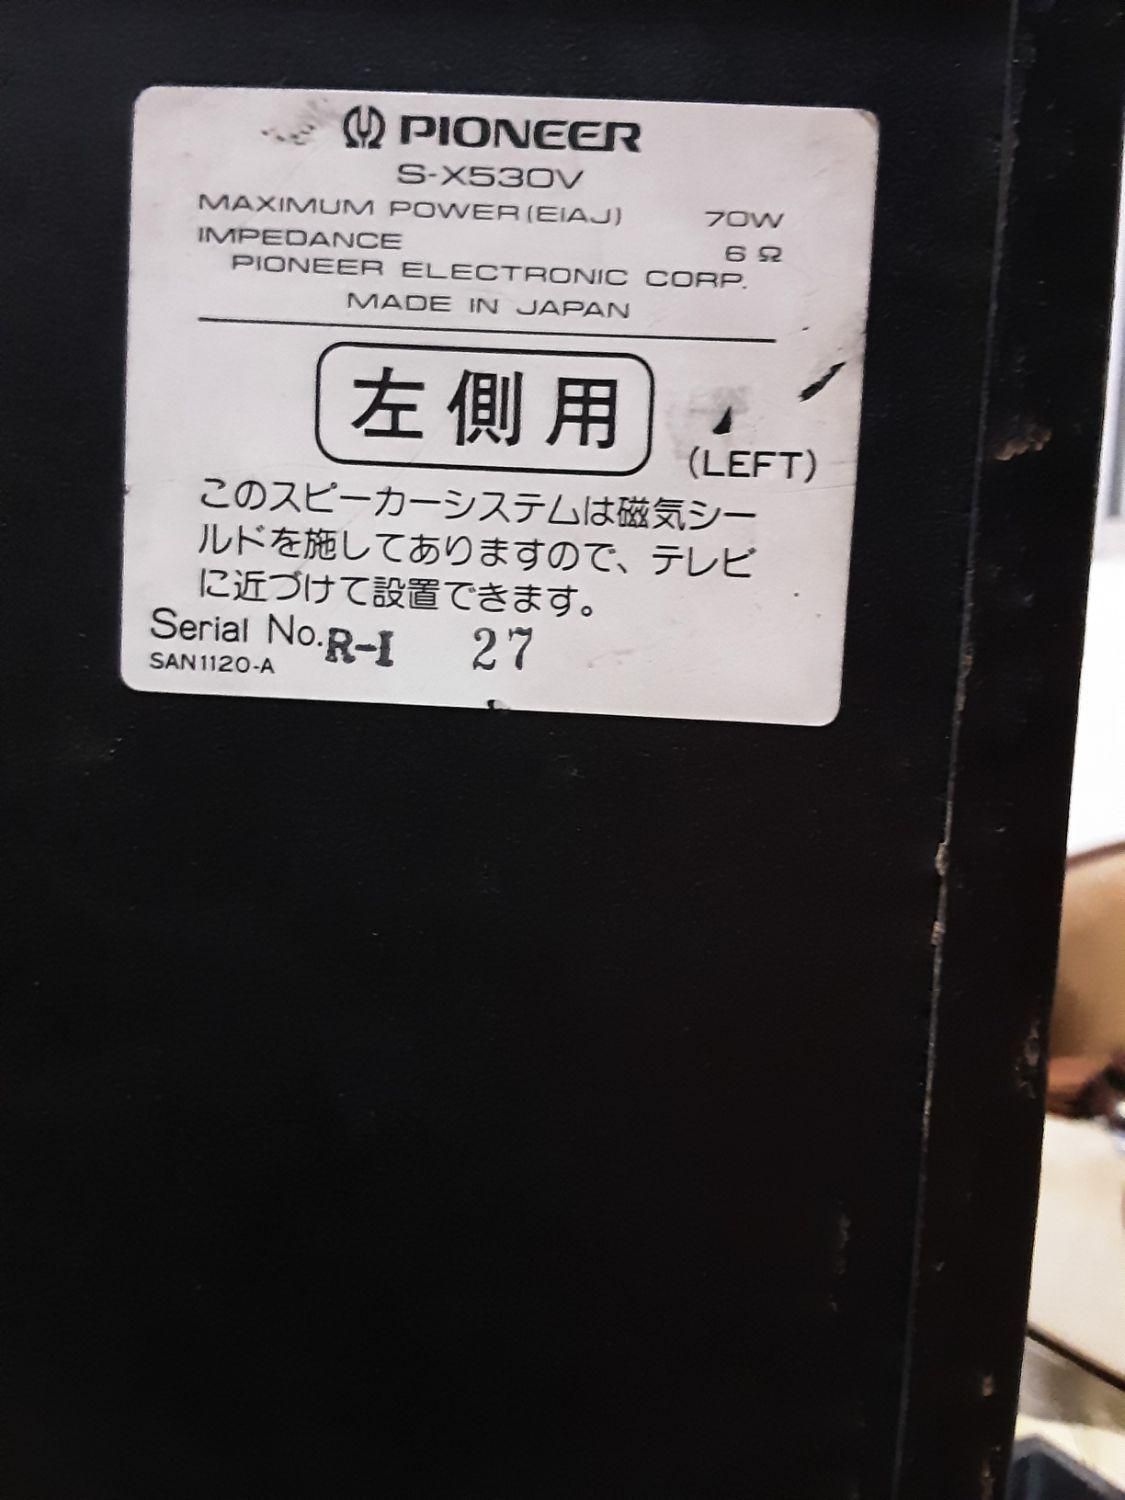 PIONEER
S-X530V
MAXIMUM POWER(EIAJ) 70W
IMPEDANCE 6 Ω
PIONEER ELECTRONIC CORP.
MADE IN JAPAN
左側用
(LEFT)
このスピーカーシステムは磁気シー
ルドを施してありますので、テレビ
に近づけて設置できます。
Serial No. R-I 27
SAN1120-A